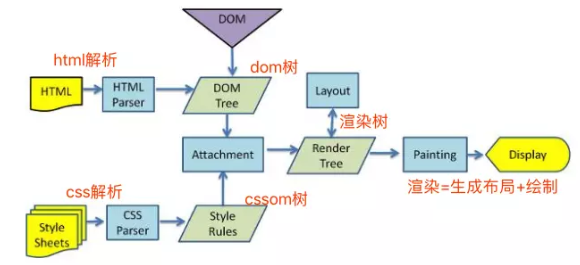 DOM
html解析
dom树
HTML
HTML
Parser
DOM
Tree
Layout
渲染树
Attachment
Render
Tree
Painting
Display
渲染=生成布局+绘制
css解析
cssom树
Style
Sheets
CSS
Parser
Style
Rules